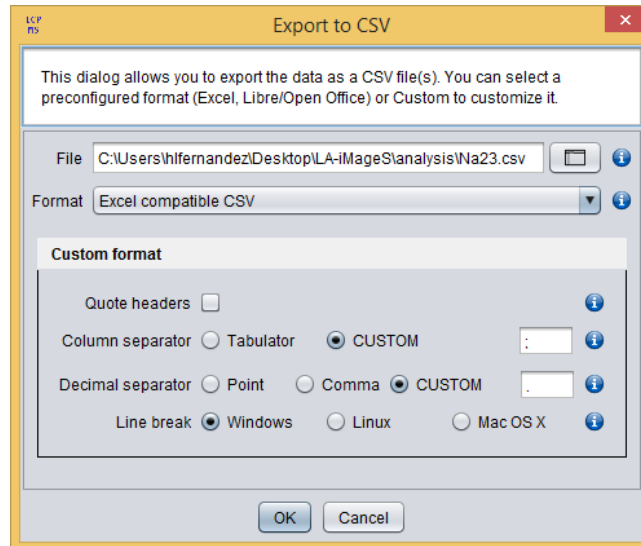 LCP
MS
Export to CSV
This dialog allows you to export the data as a CSV file(s). You can select a
preconfigured format (Excel, Libre/Open Office) or Custom to customize it.
File C:\Users\hlfernandez\Desktop\LA-iMageS\analysis\Na23.csv
Format Excel compatible CSV
Custom format
Quote headers
Column separator Tabulator CUSTOM ;
Decimal separator Point Comma CUSTOM .
Line break Windows Linux Mac OS X
OK Cancel